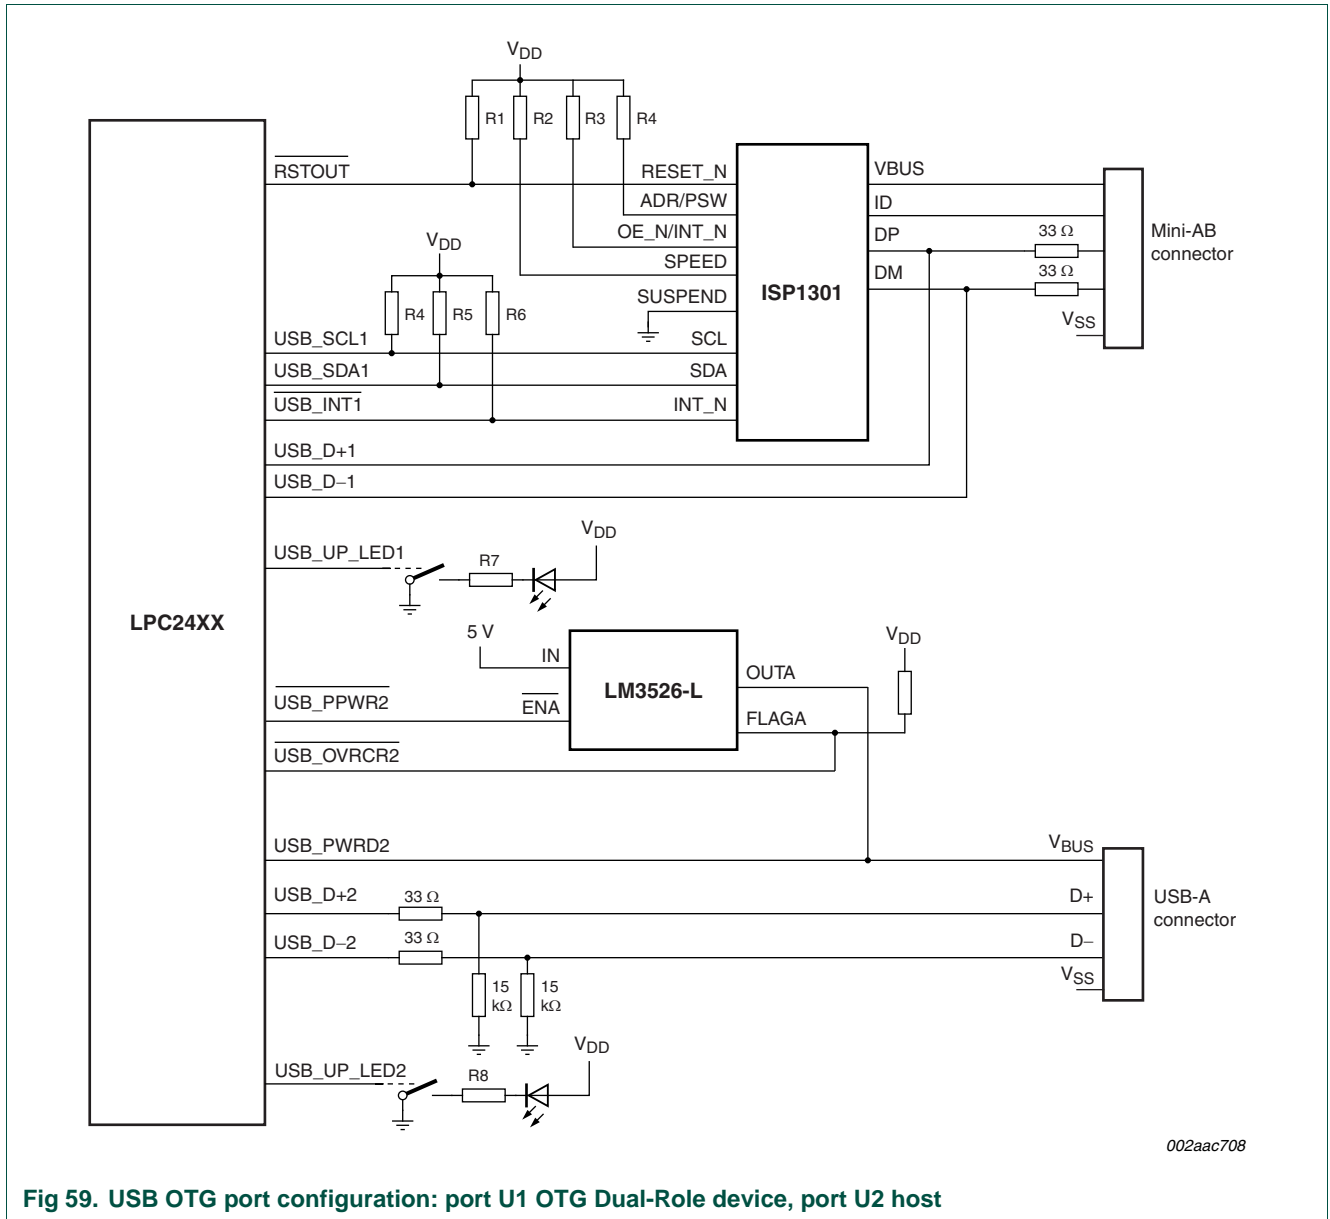 VDD
R1
R2
R3
R4
RSTOUT
RESET_N
ADR/PSW
OE_N/INT_N
SPEED
SUSPEND
VDD
R4
R5
R6
USB_SCL1
SCL
USB_SDA1
SDA
USB_INT1
INT_N
USB_D+1
USB_D−1
ISP1301
VBUS
ID
DP
33 Ω
DM
33 Ω
VSS
Mini-AB
connector
USB_UP_LED1
R7
VDD
LPC24XX
5 V
IN
LM3526-L
OUTA
VDD
USB_PPWR2
ENA
FLAGA
USB_OVRCR2
USB_PWRD2
VBUS
USB_D+2
33 Ω
D+
USB-A
connector
USB_D−2
33 Ω
D−
VSS
15
kΩ
15
kΩ
USB_UP_LED2
R8
VDD
002aac708
Fig 59. USB OTG port configuration: port U1 OTG Dual-Role device, port U2 host